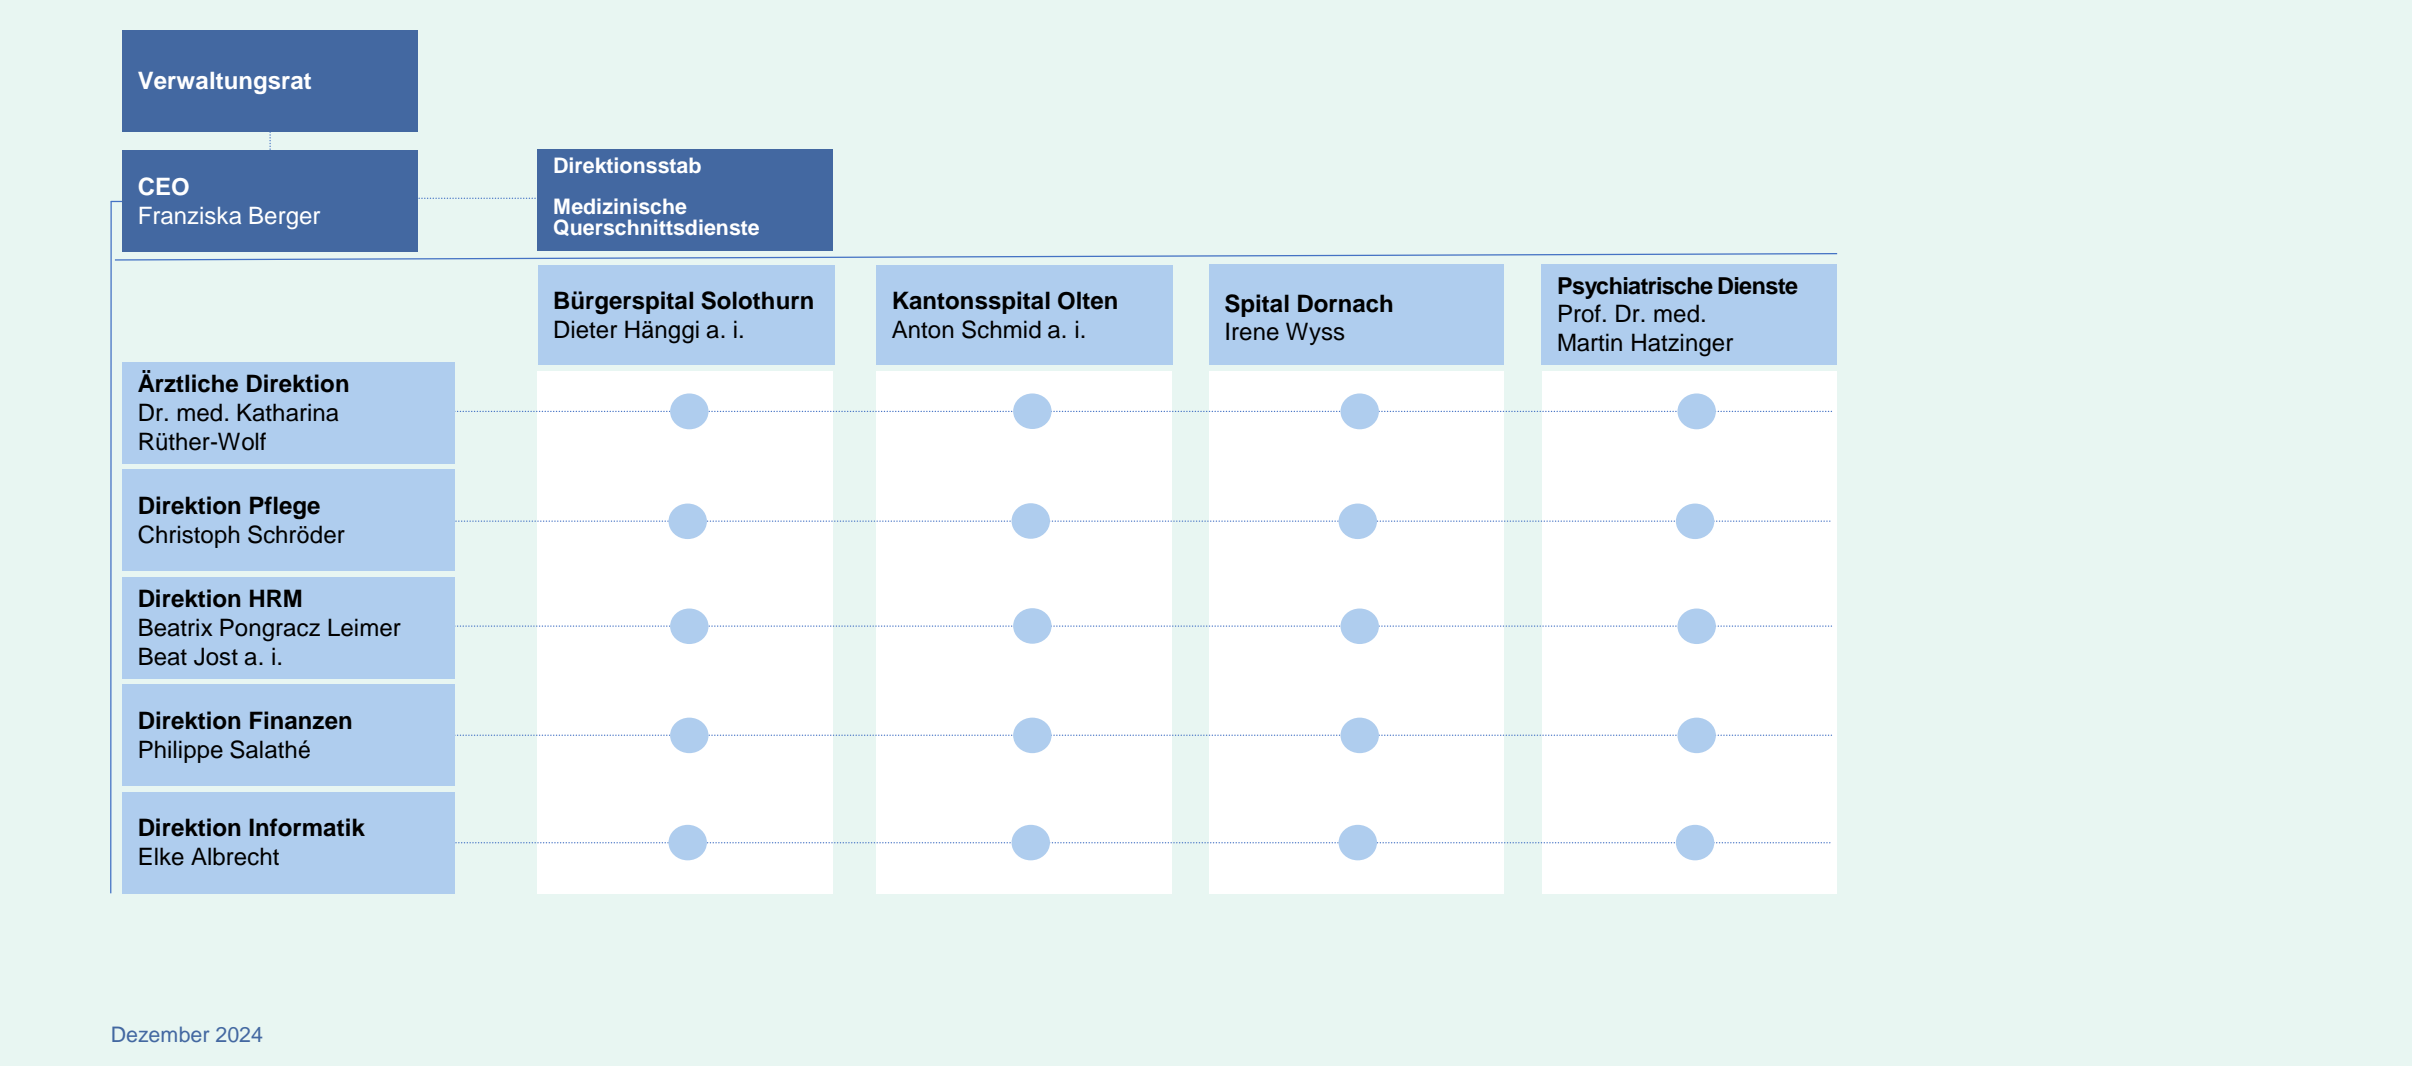 Verwaltungsrat
CEO
Franziska Berger
Direktionsstab
Medizinische
Querschnittsdienste
Bürgerspital Solothurn
Dieter Hänggi a. i.
Kantonsspital Olten
Anton Schmid a. i.
Spital Dornach
Irene Wyss
Psychiatrische Dienste
Prof. Dr. med.
Martin Hatzinger
Ärztliche Direktion
Dr. med. Katharina
Rüther-Wolf
Direktion Pflege
Christoph Schröder
Direktion HRM
Beatrix Pongracz Leimer
Beat Jost a. i.
Direktion Finanzen
Philippe Salathé
Direktion Informatik
Elke Albrecht
Dezember 2024